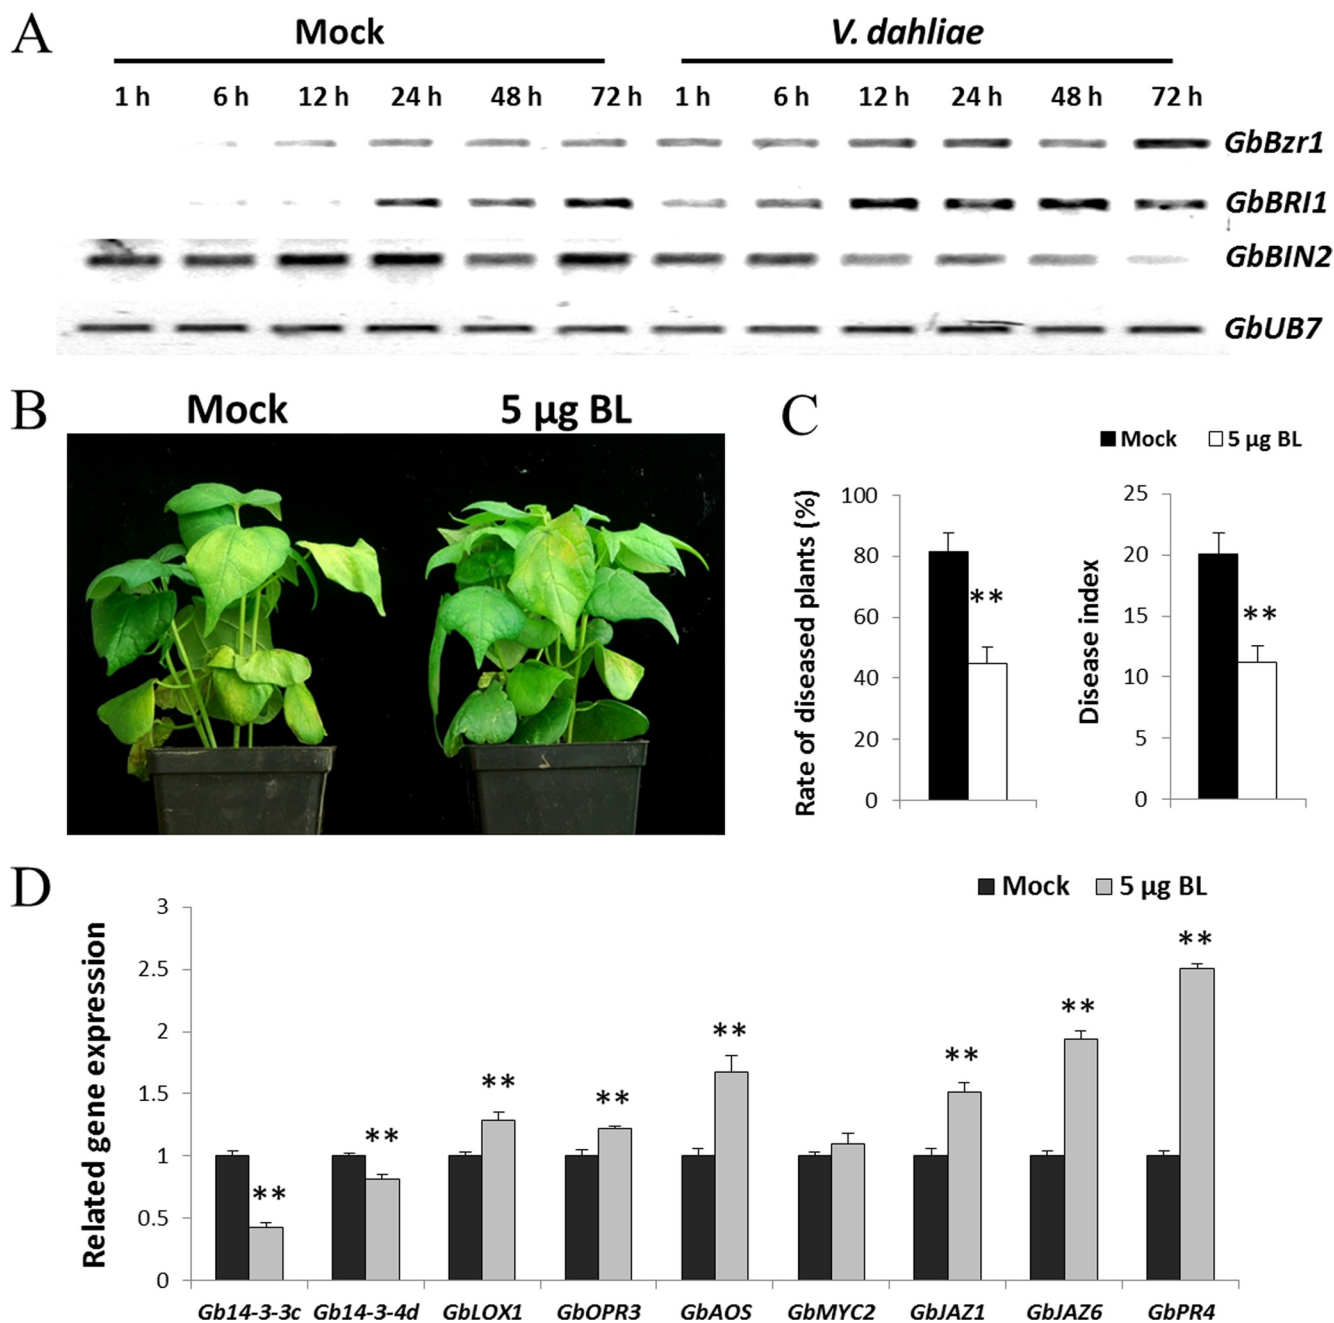 A
Mock V. dahliae
1 h 6 h 12 h 24 h 48 h 72 h 1 h 6 h 12 h 24 h 48 h 72 h
GbBzr1
GbBRI1
GbBIN2
GbUB7
B
Mock 5 µg BL
C
Mock 5 µg BL
Rate of diseased plants (%)
100
80
60
40
20
0
Disease index
25
20
15
10
5
0
**
**
D
Mock 5 µg BL
Related gene expression
3
2.5
2
1.5
1
0.5
0
** ** ** ** ** ** ** **
Gb14-3-3c Gb14-3-4d GbLOX1 GbOPR3 GbAOS GbMYC2 GbJAZ1 GbJAZ6 GbPR4